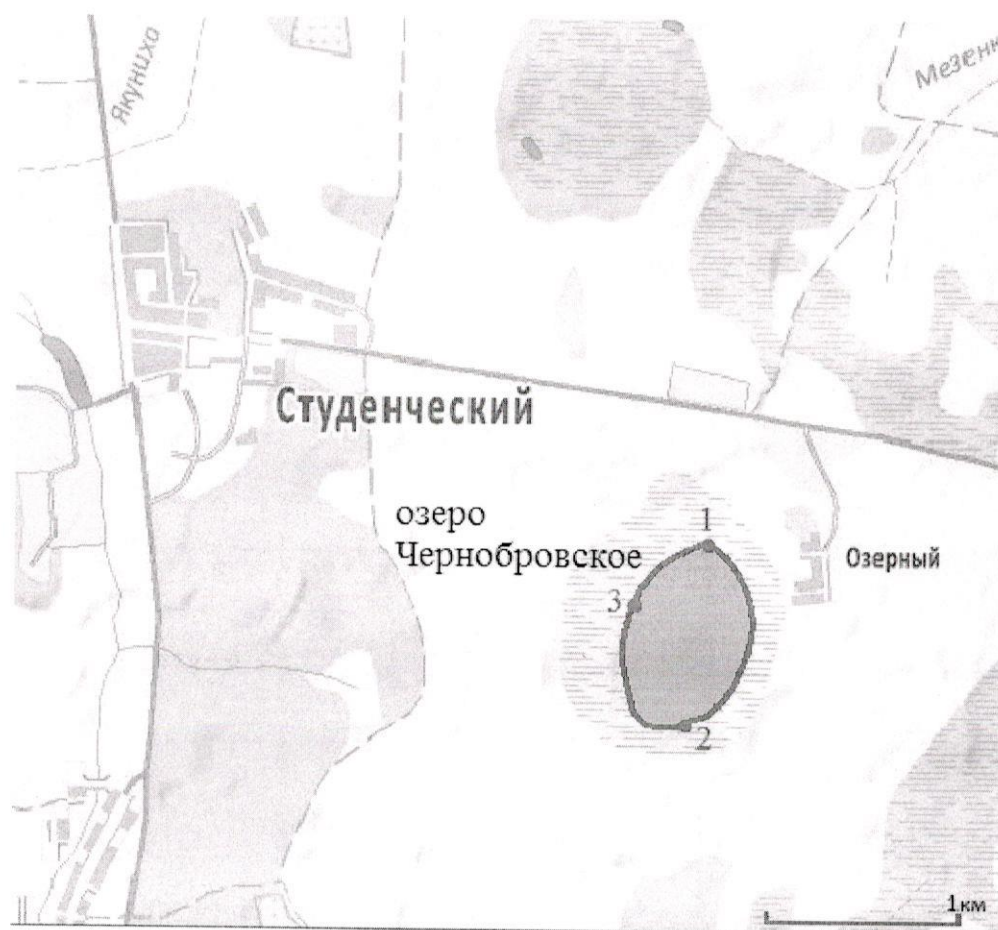 Якуниха
Мезенк
Студенческий
озеро
Чернобровское
1
Озерный
3
2
1км